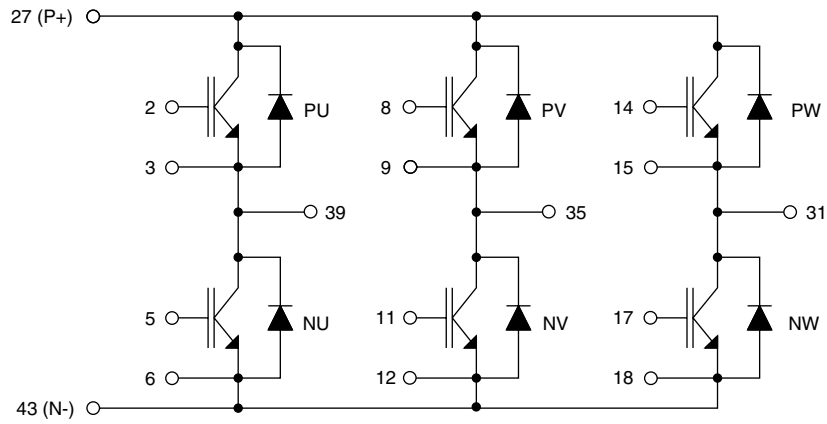 27 (P+)
2 PU 8 PV 14 PW
3 9 15
39 35 31
5 NU 11 NV 17 NW
6 12 18
43 (N-)